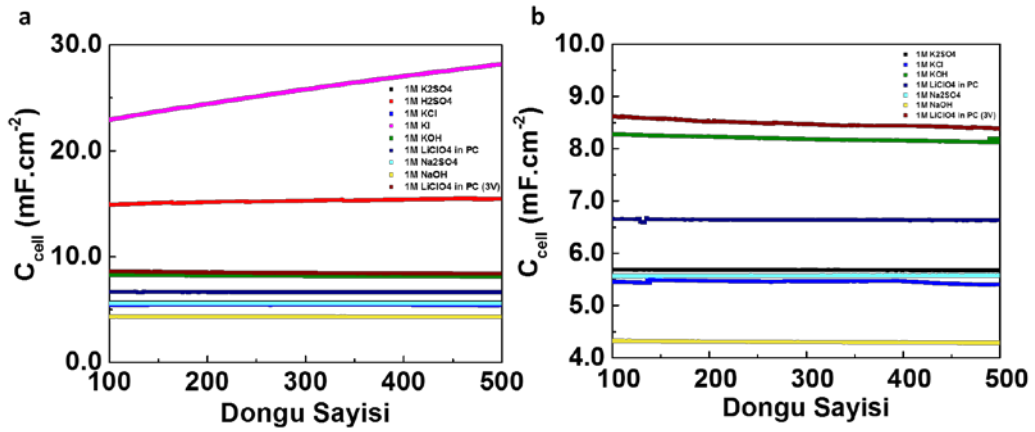 a
30.0
20.0
10.0
0.0
C_cell (mF.cm^-2)
1M K2SO4
1M H2SO4
1M KCl
1M KI
1M KOH
1M LiClO4 in PC
1M Na2SO4
1M NaOH
1M LiClO4 in PC (3V)
100 200 300 400 500
Dongu Sayisi
b
10.0
9.0
8.0
7.0
6.0
5.0
4.0
C_cell (mF.cm^-2)
1M K2SO4
1M KCl
1M KOH
1M LiClO4 in PC
1M Na2SO4
1M NaOH
1M LiClO4 in PC (3V)
100 200 300 400 500
Dongu Sayisi